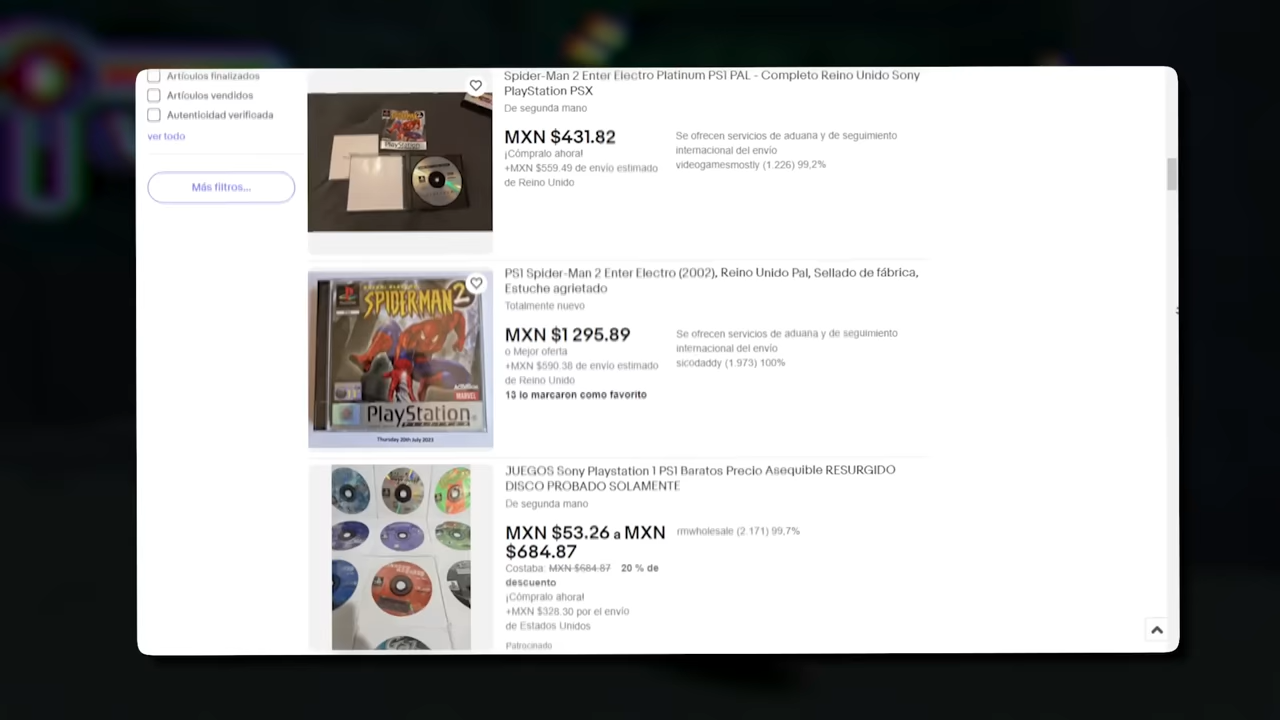 Artículos finalizados
Artículos vendidos
Autenticidad verificada
ver todo
Más filtros...
Spider-Man 2 Enter Electro Platinum PS1 PAL - Completo Reino Unido Sony
PlayStation PSX
De segunda mano
MXN $431.82
¡Cómpralo ahora!
+MXN $559.49 de envío estimado
de Reino Unido
Se ofrecen servicios de aduana y de seguimiento
internacional del envío
videogamesmostly (1.226) 99,2%
PS1 Spider-Man 2 Enter Electro (2002), Reino Unido Pal, Sellado de fábrica,
Estuche agrietado
Totalmente nuevo
MXN $1 295.89
o Mejor oferta
+MXN $590.38 de envío estimado
de Reino Unido
13 lo marcaron como favorito
Se ofrecen servicios de aduana y de seguimiento
internacional del envío
sicodaddy (1.973) 100%
SPIDERMAN 2
ACTIVISION
MARVEL
PlayStation
Thursday 20th July 2023
JUEGOS Sony Playstation 1 PS1 Baratos Precio Asequible RESURGIDO
DISCO PROBADO SOLAMENTE
De segunda mano
MXN $53.26 a MXN
$684.87
Costaba: MXN $684.87 20 % de
descuento
¡Cómpralo ahora!
+MXN $328.30 por el envío
de Estados Unidos
Patrocinado
rmwholesale (2.171) 99,7%